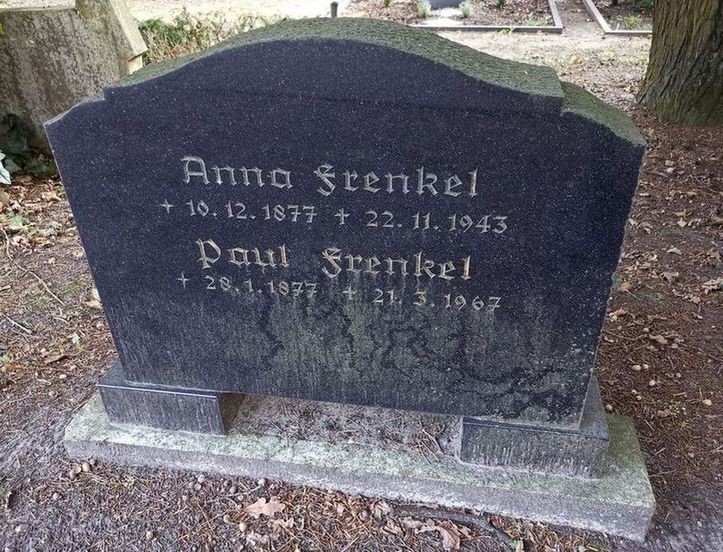 Anna Frenkel
+ 10.12.1877 + 22.11.1943
Paul Frenkel
+ 28.1.1877 + 21.3.1967